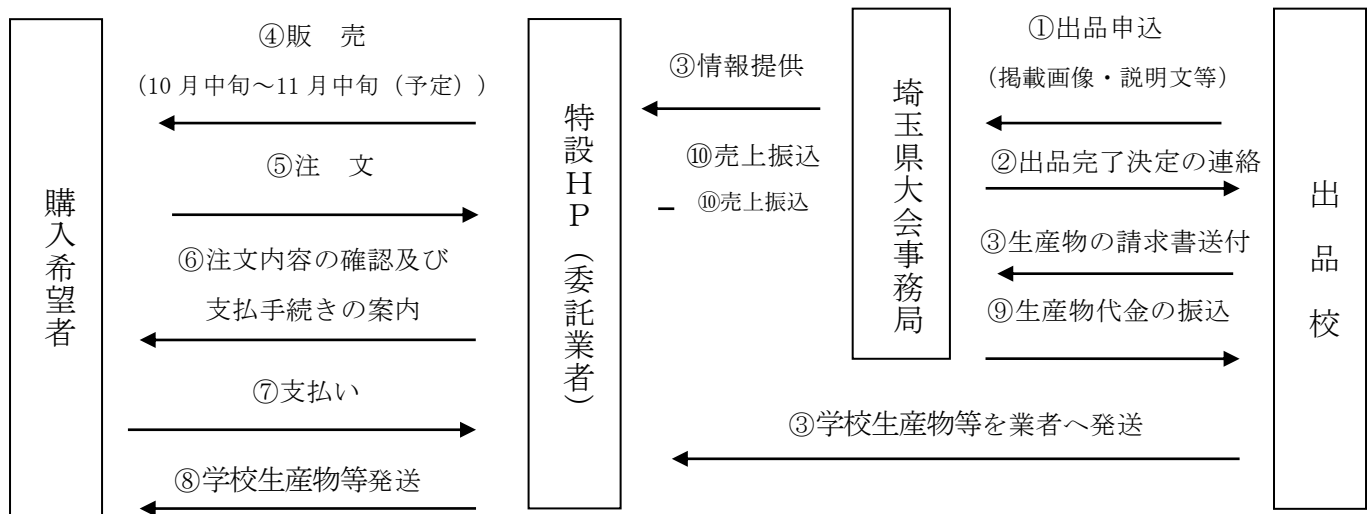 購入希望者
④販　売
（10月中旬～11月中旬（予定））
⑤注　文
⑥注文内容の確認及び
支払手続きの案内
⑦支払い
⑧学校生産物等発送
特設ＨＰ（委託業者）
③情報提供
⑩売上振込
⑩売上振込
埼玉県大会事務局
①出品申込
（掲載画像・説明文等）
②出品完了決定の連絡
③生産物の請求書送付
⑨生産物代金の振込
③学校生産物等を業者へ発送
出品校